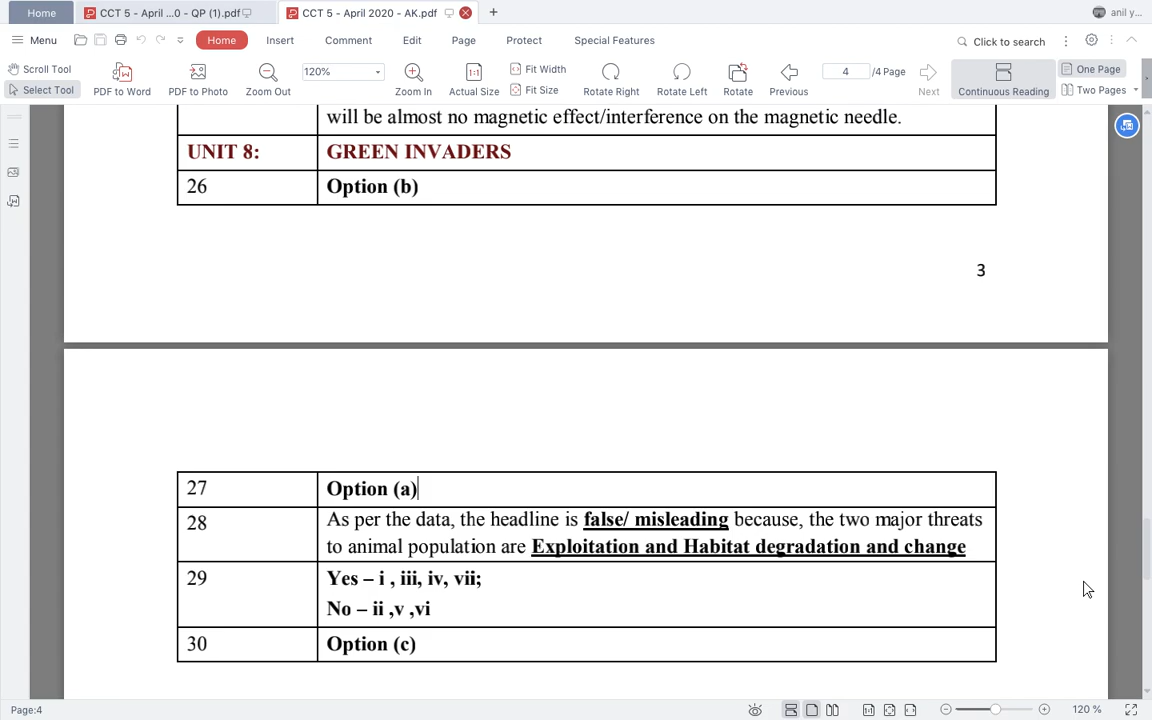 Home
CCT 5 - April ...0 - QP (1).pdf
CCT 5 - April 2020 - AK.pdf
anil y...
Menu
Home
Insert
Comment
Edit
Page
Protect
Special Features
Click to search
Scroll Tool
Select Tool
PDF to Word
PDF to Photo
Zoom Out
120%
Zoom In
Actual Size
Fit Width
Fit Size
Rotate Right
Rotate Left
Rotate
Previous
4
/4 Page
Next
Continuous Reading
One Page
Two Pages
will be almost no magnetic effect/interference on the magnetic needle.
UNIT 8: GREEN INVADERS
26 Option (b)
3
27 Option (a)
28 As per the data, the headline is false/ misleading because, the two major threats
to animal population are Exploitation and Habitat degradation and change
29 Yes – i , iii, iv, vii;
No – ii ,v ,vi
30 Option (c)
Page:4
120 %